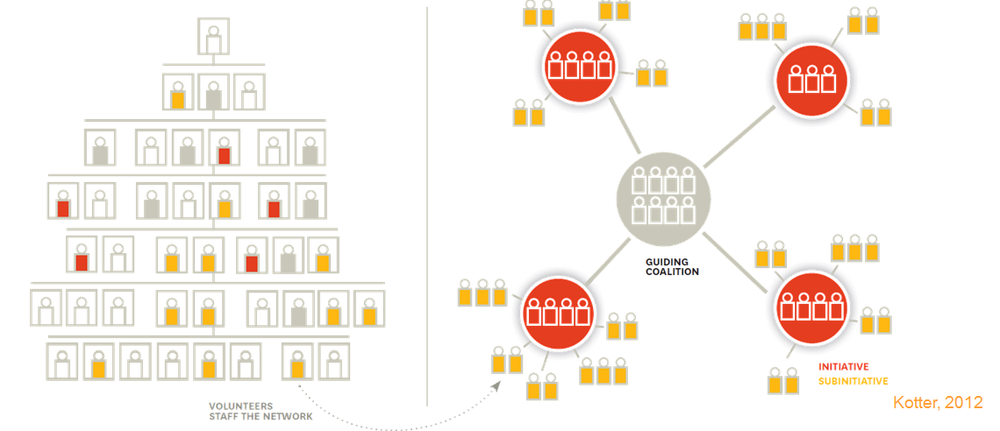 GUIDING
COALITION
INITIATIVE
SUBINITIATIVE
Kotter, 2012
VOLUNTEERS
STAFF THE NETWORK